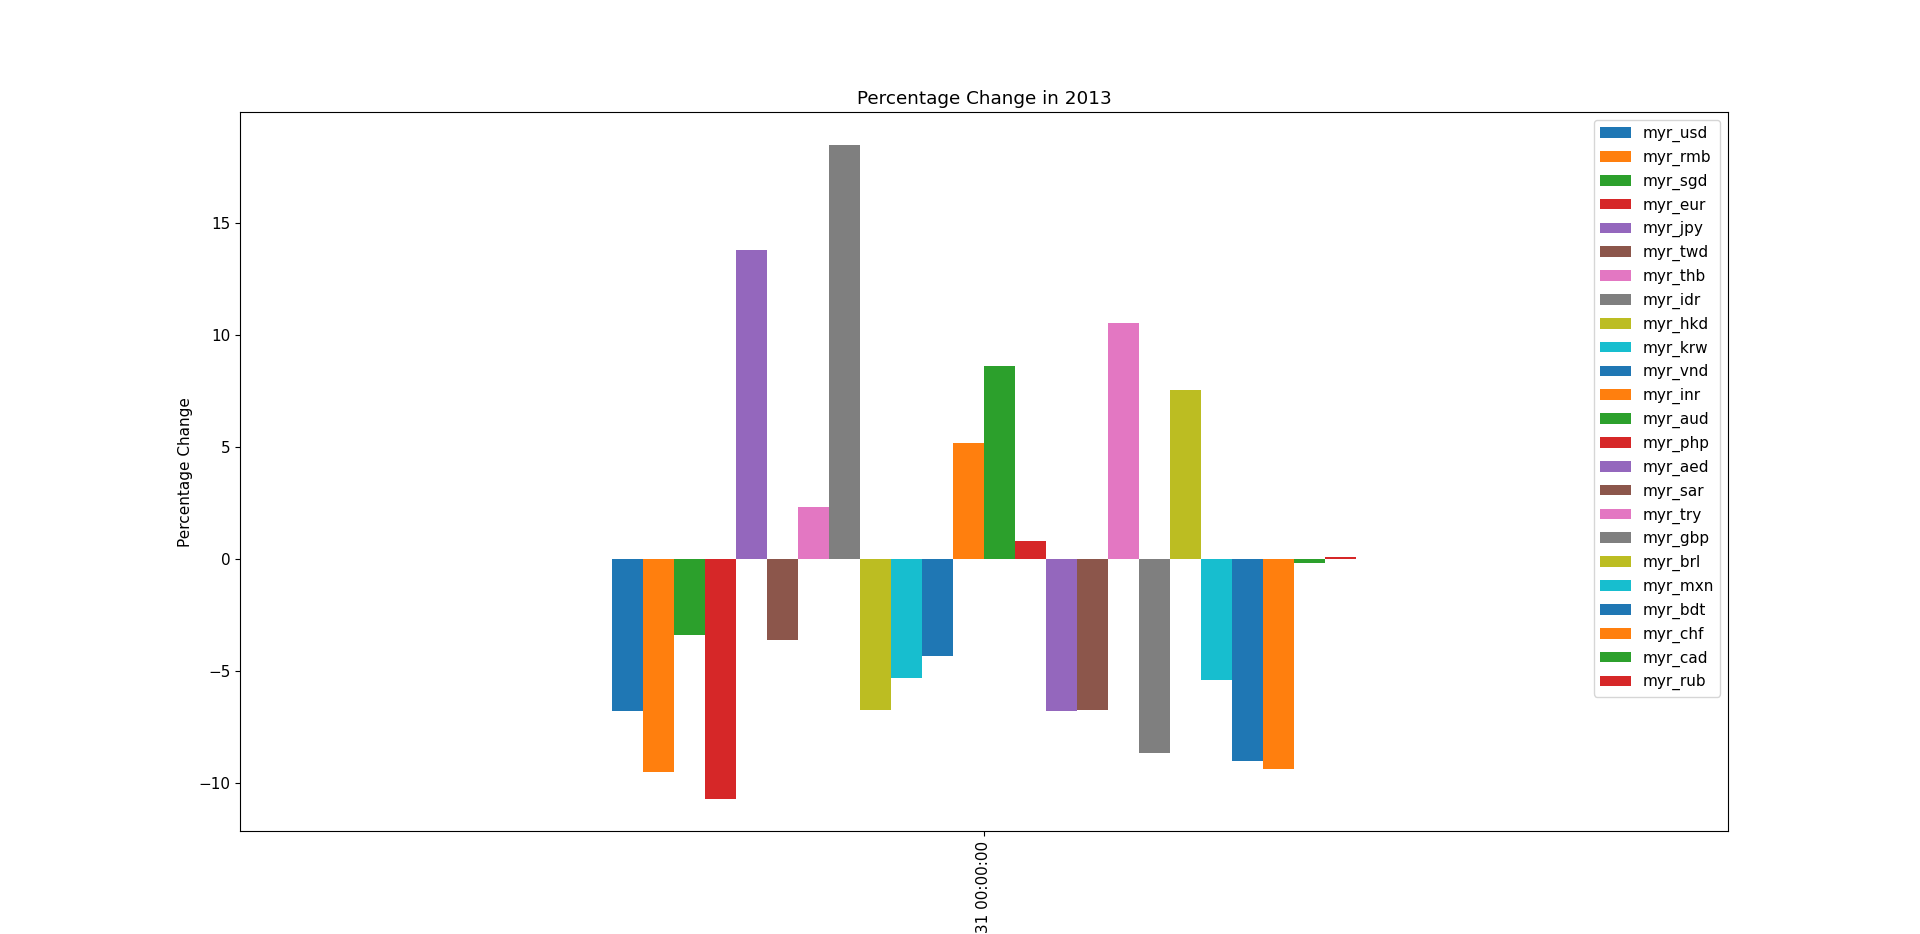 Percentage Change in 2013
Percentage Change
15
10
5
0
−5
−10
31 00:00:00
myr_usd
myr_rmb
myr_sgd
myr_eur
myr_jpy
myr_twd
myr_thb
myr_idr
myr_hkd
myr_krw
myr_vnd
myr_inr
myr_aud
myr_php
myr_aed
myr_sar
myr_try
myr_gbp
myr_brl
myr_mxn
myr_bdt
myr_chf
myr_cad
myr_rub